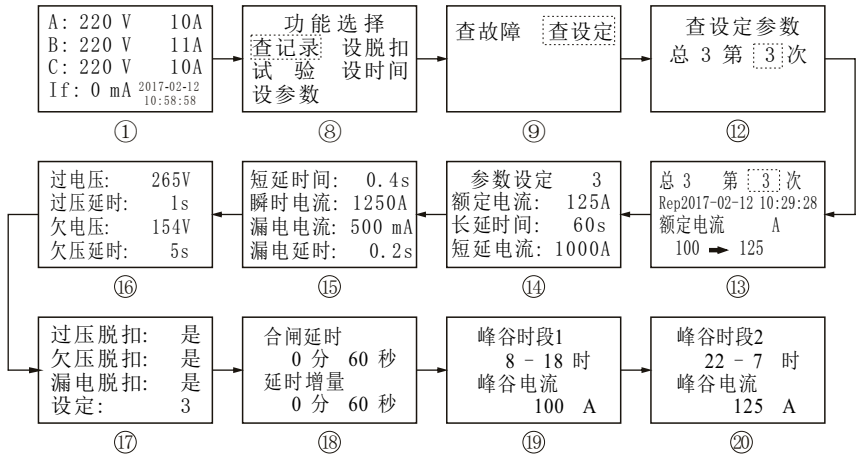 A: 220 V 10A
B: 220 V 11A
C: 220 V 10A
If: 0 mA 2017-02-12
10:58:58
①
功能选择
查记录 设脱扣
试 验 设时间
设参数
⑧
查故障 查设定
⑨
查设定参数
总 3 第 3 次
⑫
过电压: 265V
过压延时: 1s
欠电压: 154V
欠压延时: 5s
⑯
短延时间: 0.4s
瞬时电流: 1250A
漏电电流: 500 mA
漏电延时: 0.2s
⑮
参数设定 3
额定电流: 125A
长延时间: 60s
短延电流: 1000A
⑭
总 3 第 3 次
Rep2017-02-12 10:29:28
额定电流 A
100 ➡ 125
⑬
过压脱扣: 是
欠压脱扣: 是
漏电脱扣: 是
设定: 3
⑰
合闸延时
0 分 60 秒
延时增量
0 分 60 秒
⑱
峰谷时段1
8 - 18 时
峰谷电流
100 A
⑲
峰谷时段2
22 - 7 时
峰谷电流
125 A
⑳